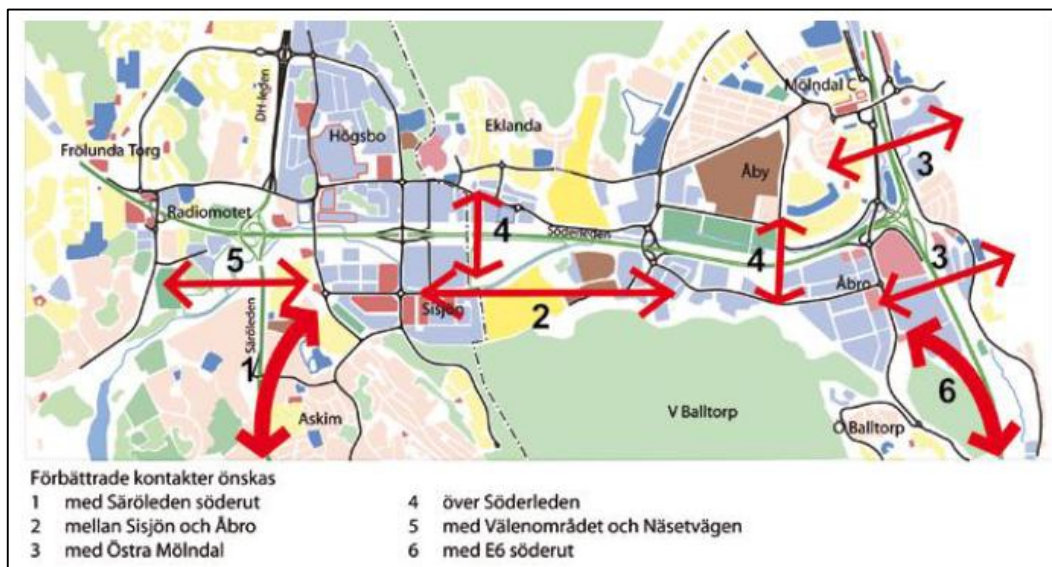 Mölndal C
DH-leden
Högsbo
Eklanda
3
Frölunda Torg
Åby
Radiomotet
4
Söderleden
5
4
3
Åbro
Sisjön
2
Säröleden
1
6
Askim
V Balltorp
Ö Balltorp
Förbättrade kontakter önskas
1 med Säröleden söderut
2 mellan Sisjön och Åbro
3 med Östra Mölndal
4 över Söderleden
5 med Välenområdet och Näsetvägen
6 med E6 söderut